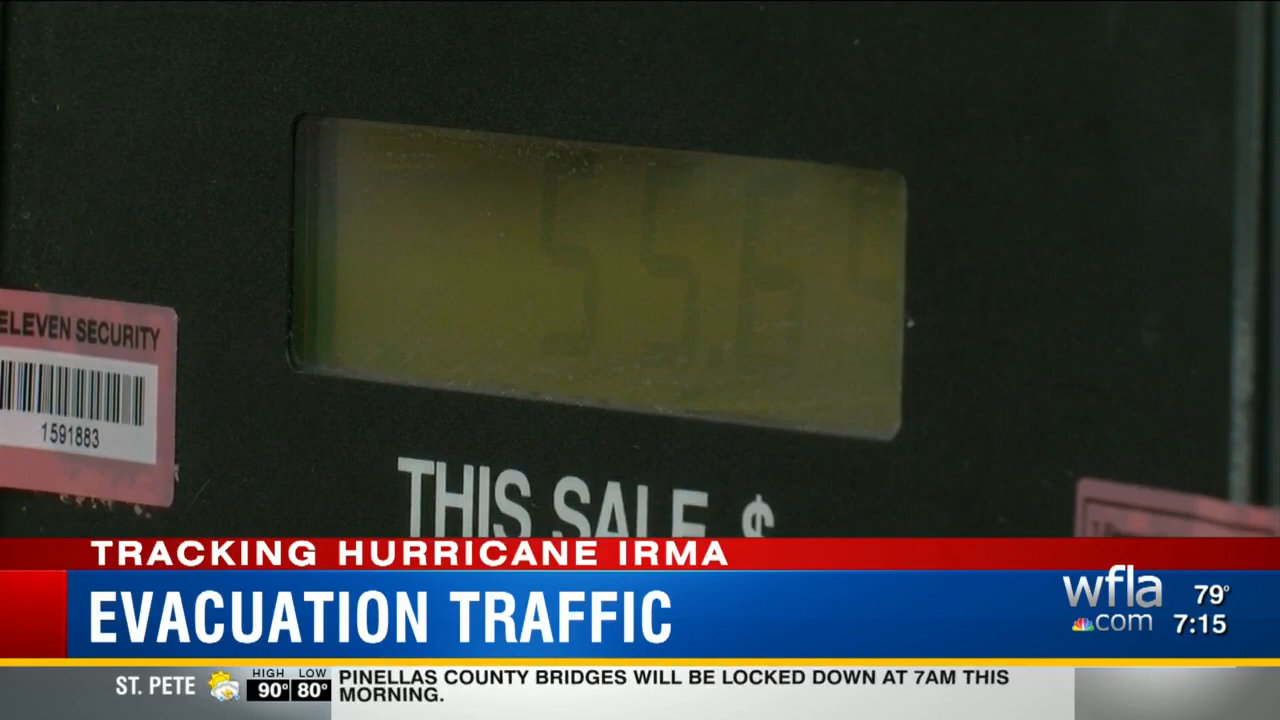 ELEVEN SECURITY
1591883
THIS SALE $
TRACKING HURRICANE IRMA
EVACUATION TRAFFIC
wfla
.com
79°
7:15
ST. PETE
HIGH LOW
90° 80°
PINELLAS COUNTY BRIDGES WILL BE LOCKED DOWN AT 7AM THIS
MORNING.